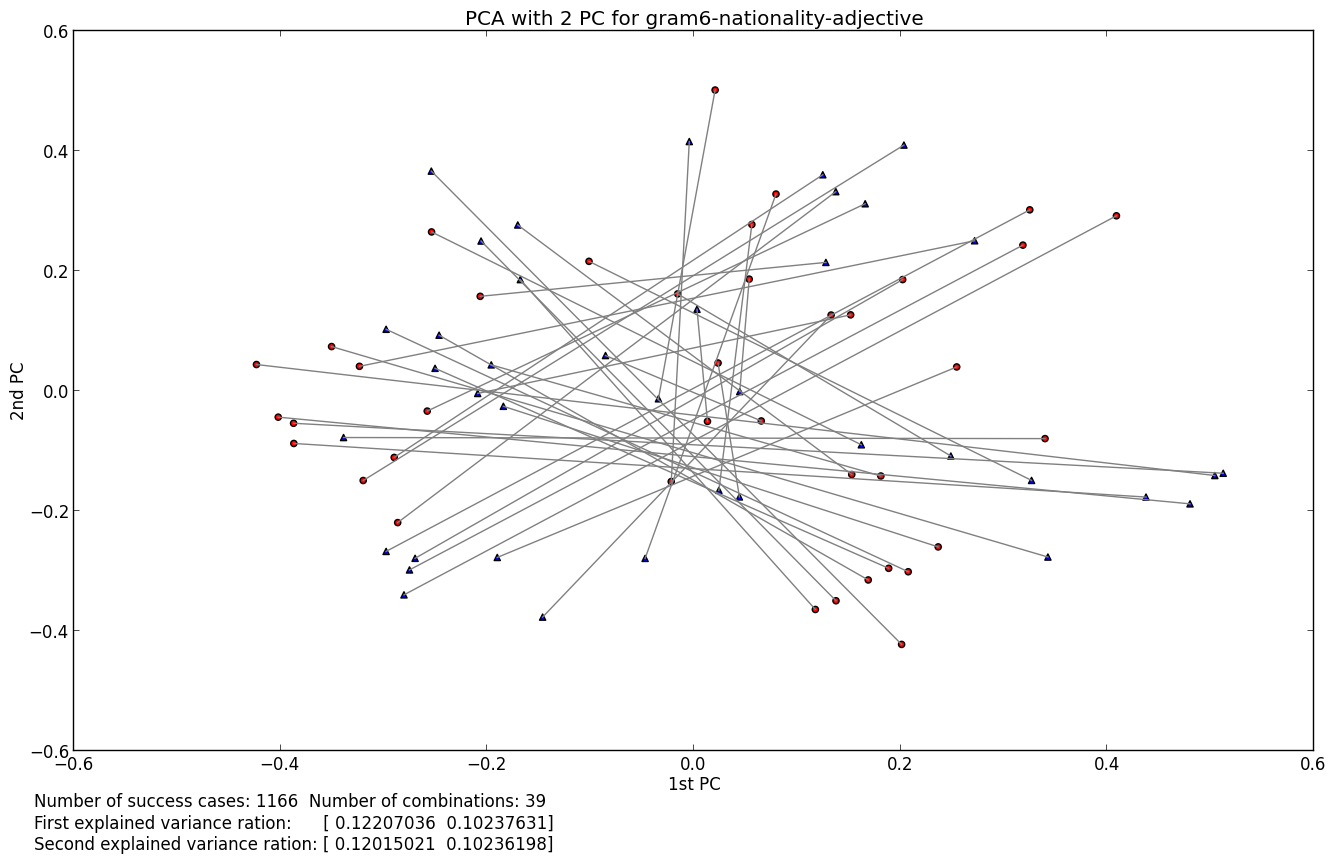 PCA with 2 PC for gram6-nationality-adjective
0.6
0.4
0.2
0.0
−0.2
−0.4
−0.6
2nd PC
−0.6 −0.4 −0.2 0.0 0.2 0.4 0.6
1st PC
Number of success cases: 1166  Number of combinations: 39
First explained variance ration:      [ 0.12207036  0.10237631]
Second explained variance ration: [ 0.12015021  0.10236198]